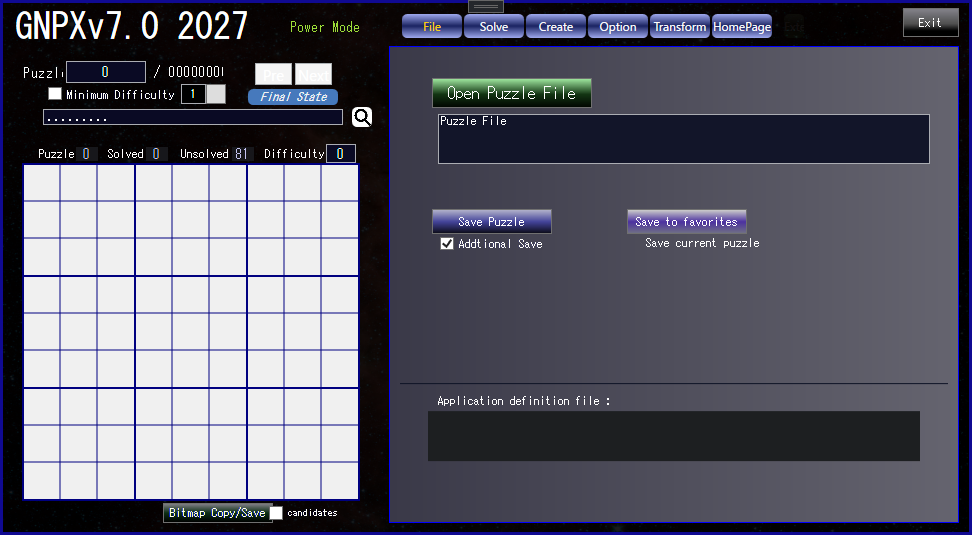 GNPXv7.0 2027
Power Mode
File Solve Create Option Transform HomePage
Exit
0 / 0000000
Pre Next
Minimum Difficulty 1
Final State
.........
Puzzle 0 Solved 0 Unsolved 81 Difficulty 0
Bitmap Copy/Save candidates
Open Puzzle File
Puzzle File
Save Puzzle
Addtional Save
Save to favorites
Save current puzzle
Application definition file :